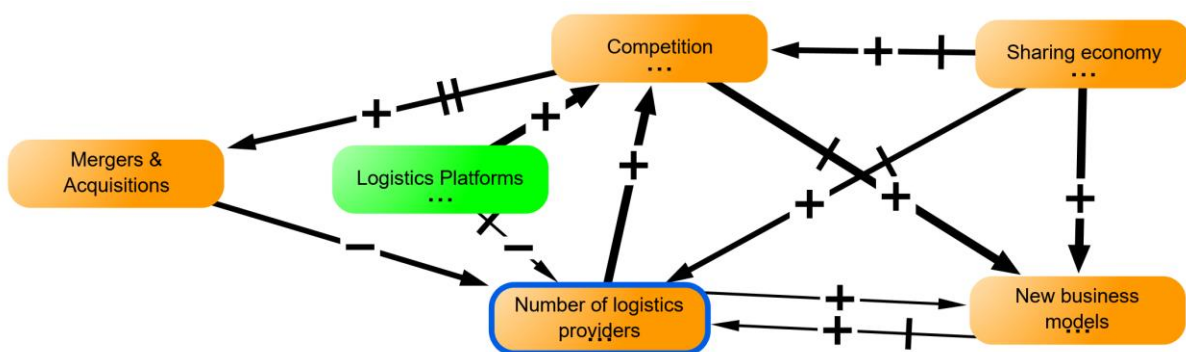 Competition
...
Sharing economy
...
+
+
+
Mergers &
Acquisitions
Logistics Platforms
...
+
+
+
+
−
−
Number of logistics
providers
...
New business
models
...
+
+